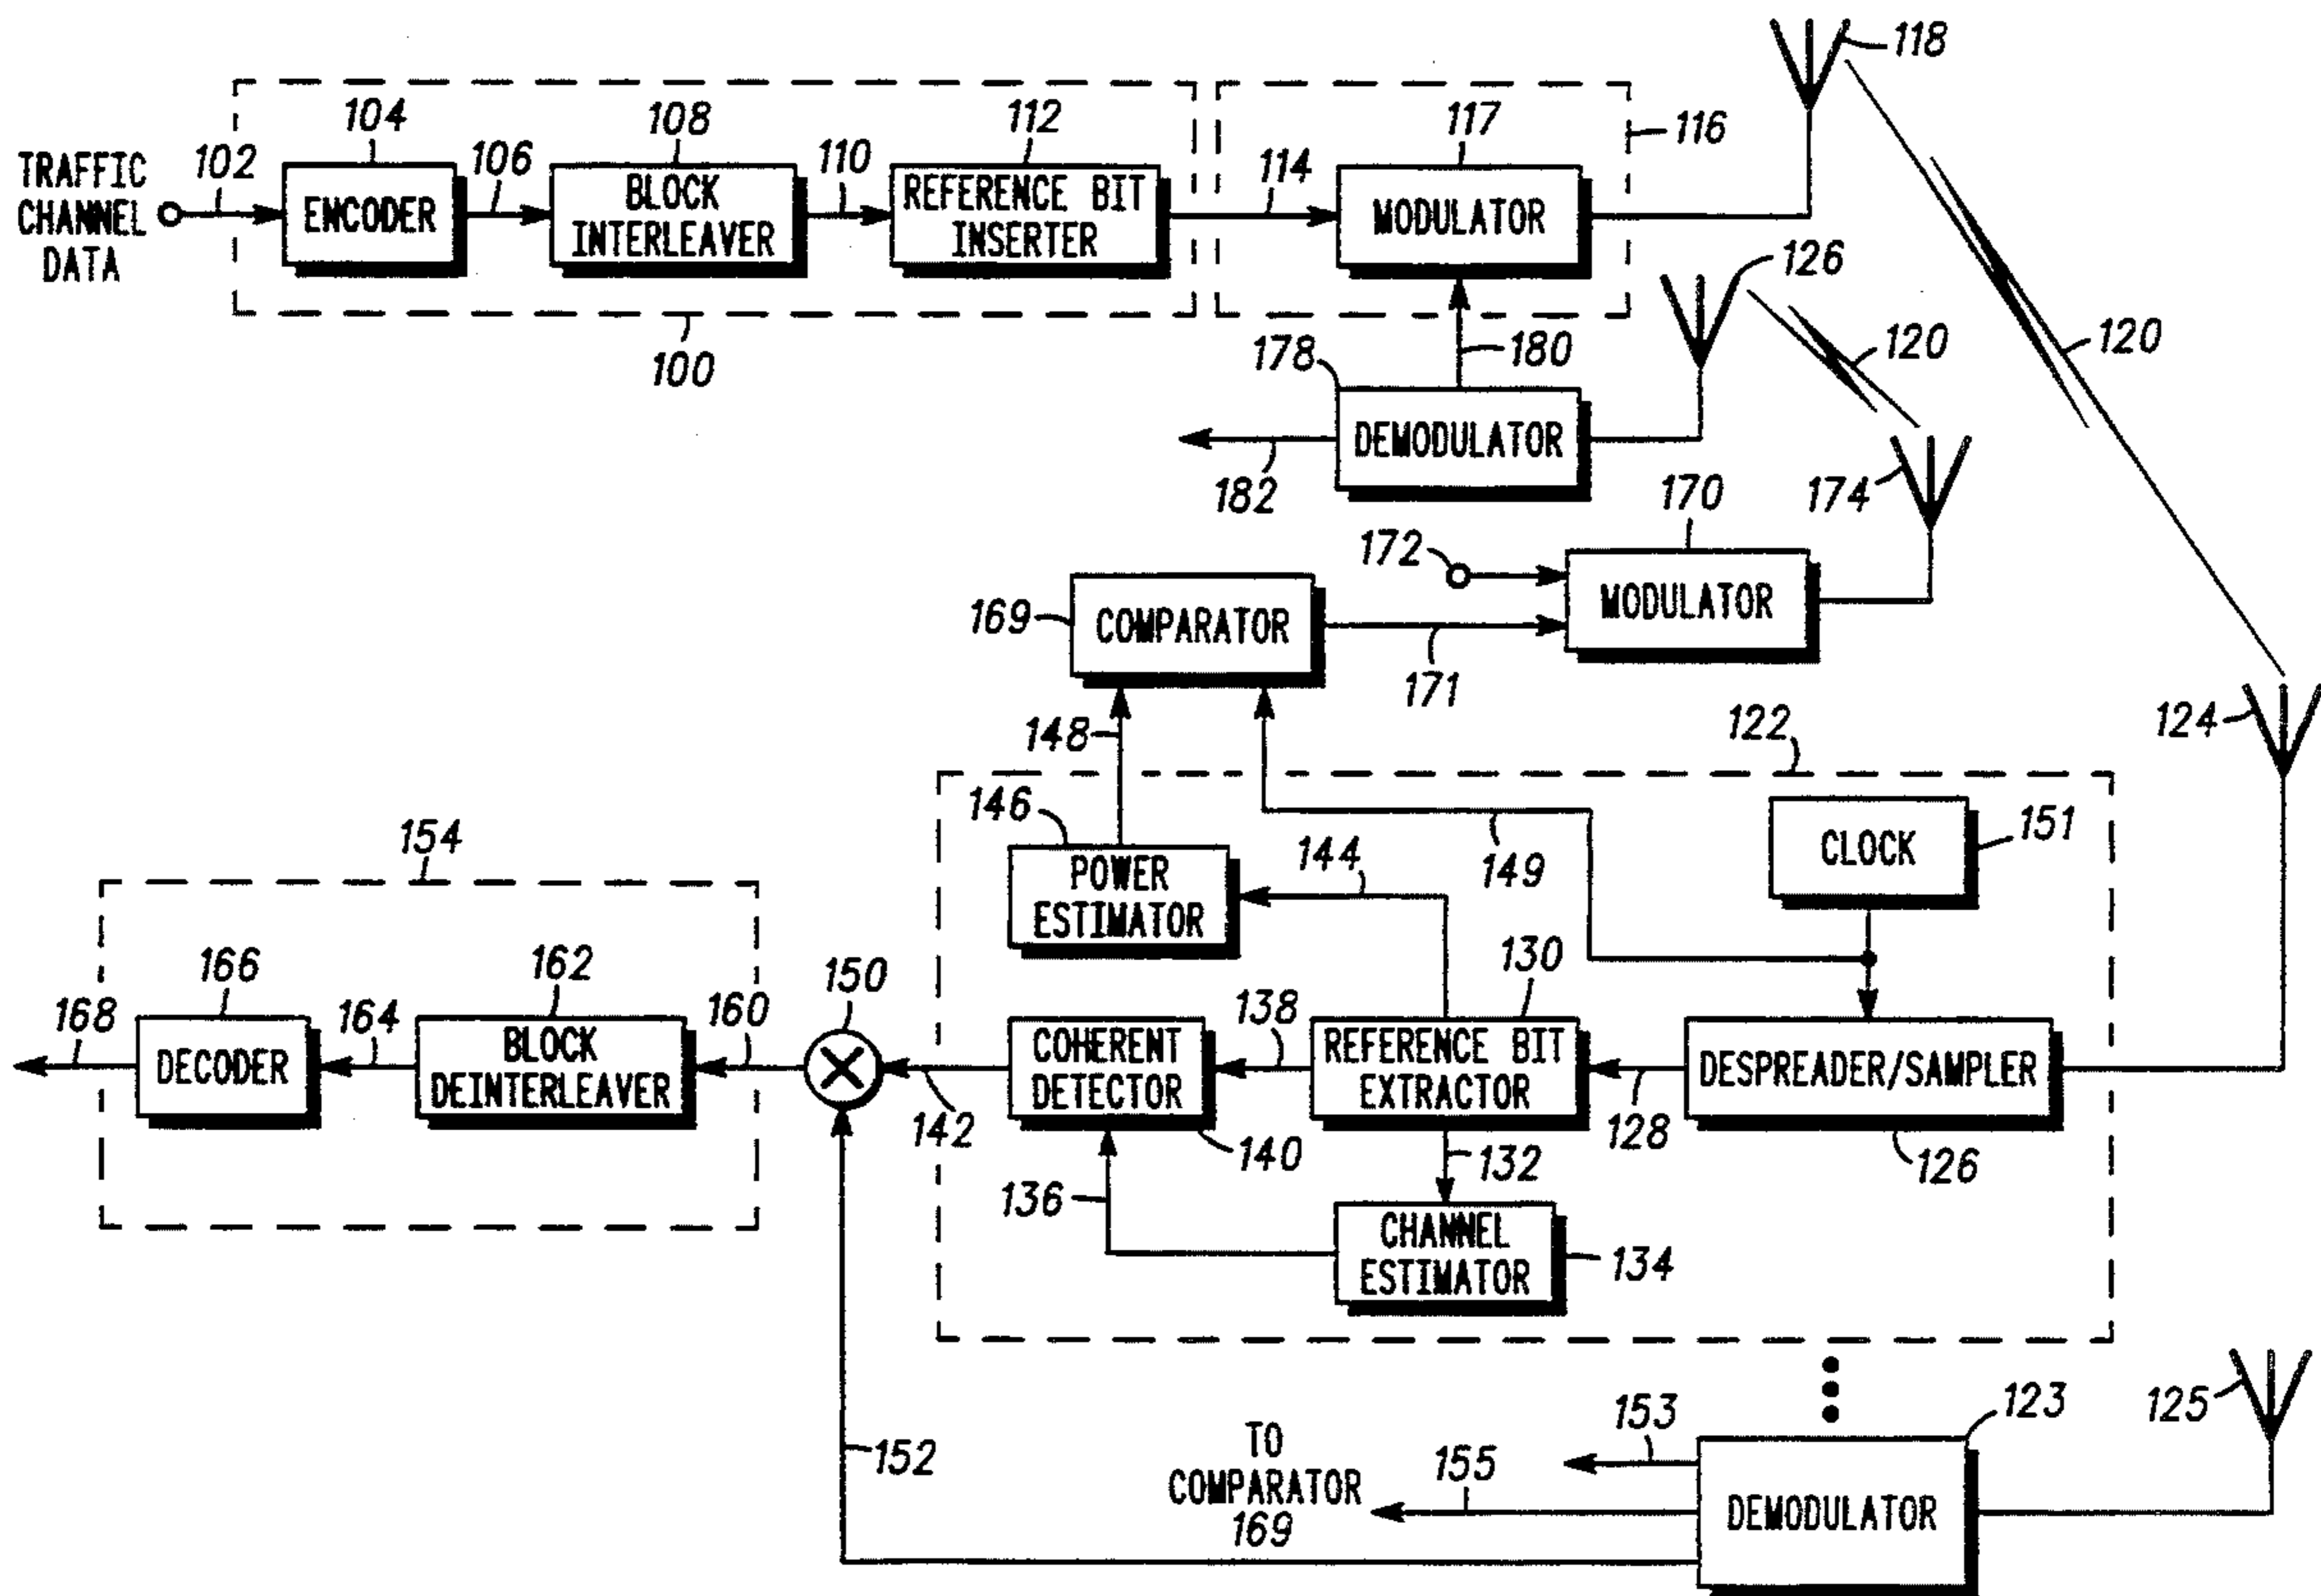 118
104
108
112
117
116
TRAFFIC
CHANNEL
DATA
102
ENCODER
106
BLOCK
INTERLEAVER
110
REFERENCE BIT
INSERTER
114
MODULATOR
126
100
178
180
120
120
DEMODULATOR
182
170
174
172
MODULATOR
169
COMPARATOR
171
148
122
124
146
154
POWER
ESTIMATOR
144
149
CLOCK
151
166
162
150
130
168
DECODER
164
BLOCK
DEINTERLEAVER
160
142
COHERENT
DETECTOR
138
REFERENCE BIT
EXTRACTOR
128
DESPREADER/SAMPLER
140
132
126
136
CHANNEL
ESTIMATOR
134
152
TO
COMPARATOR
169
153
155
123
125
DEMODULATOR